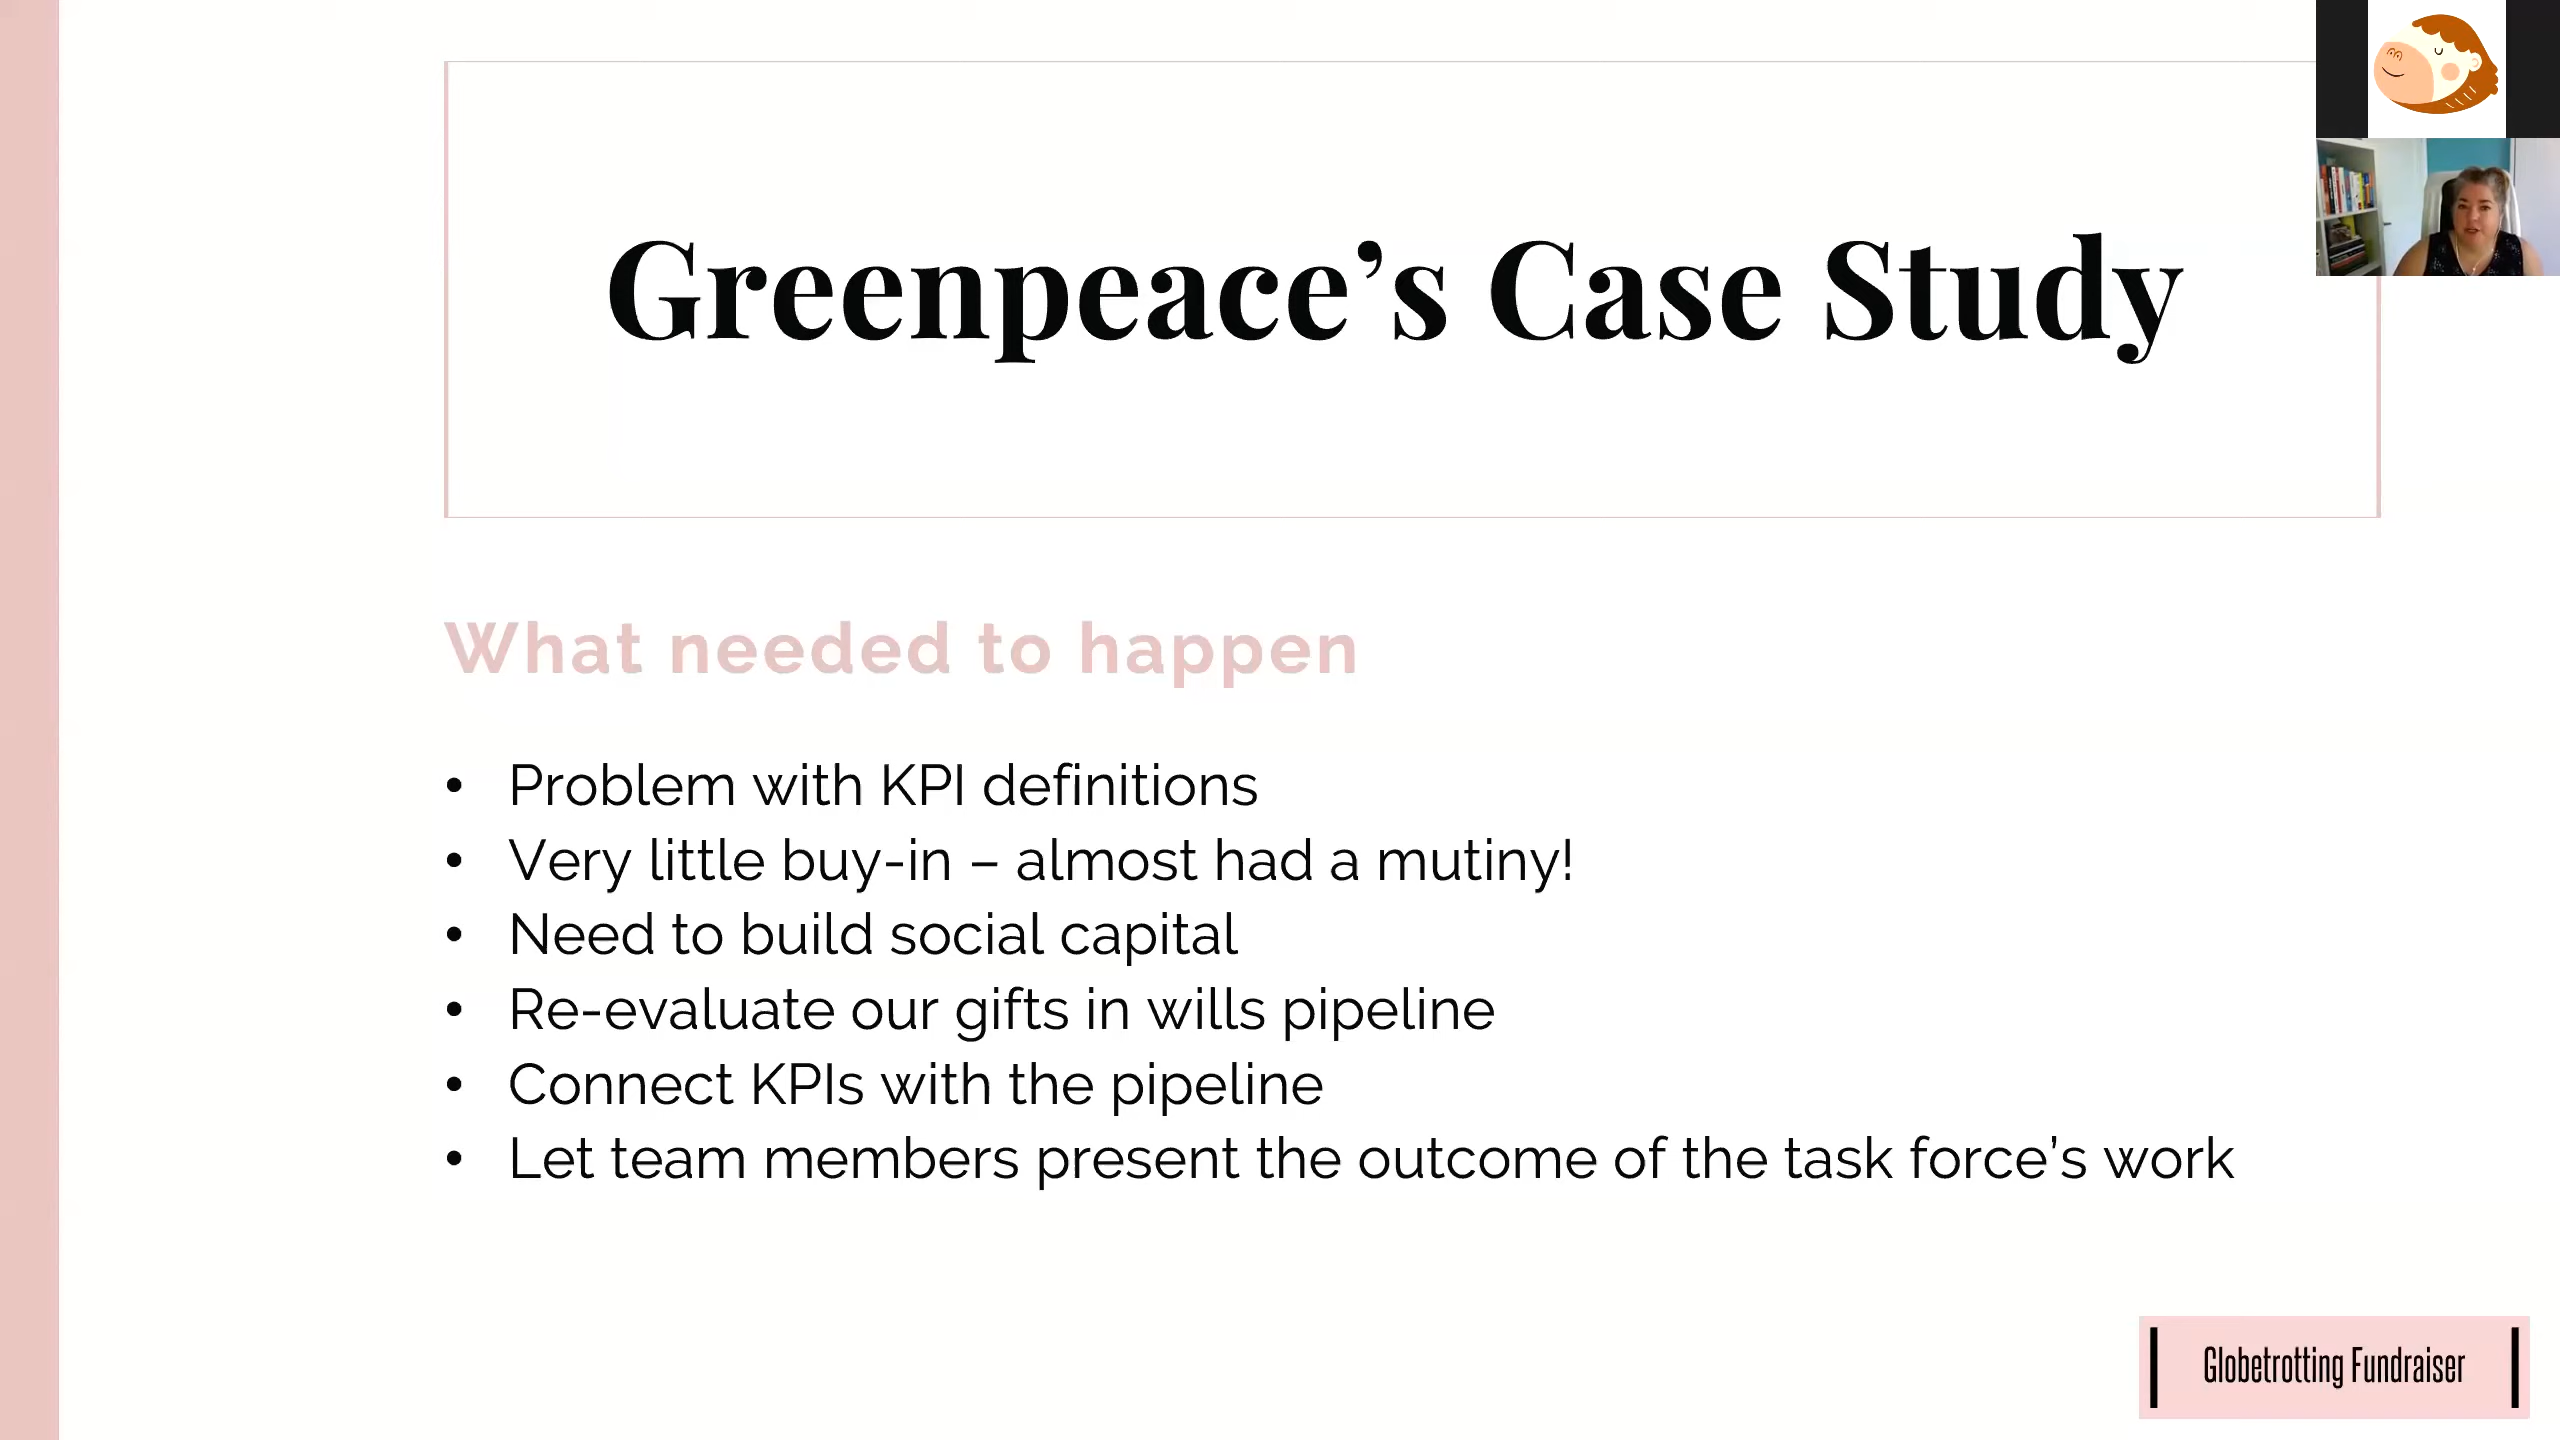 Greenpeace’s Case Study
What needed to happen
• Problem with KPI definitions
• Very little buy-in – almost had a mutiny!
• Need to build social capital
• Re-evaluate our gifts in wills pipeline
• Connect KPIs with the pipeline
• Let team members present the outcome of the task force’s work
Globetrotting Fundraiser